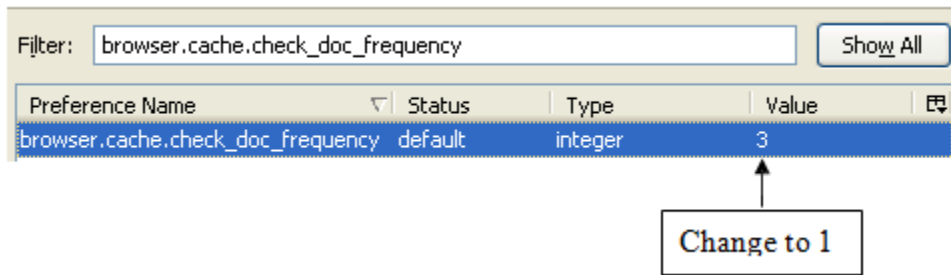 Filter: browser.cache.check_doc_frequency Show All
Preference Name Status Type Value
browser.cache.check_doc_frequency default integer 3
Change to 1